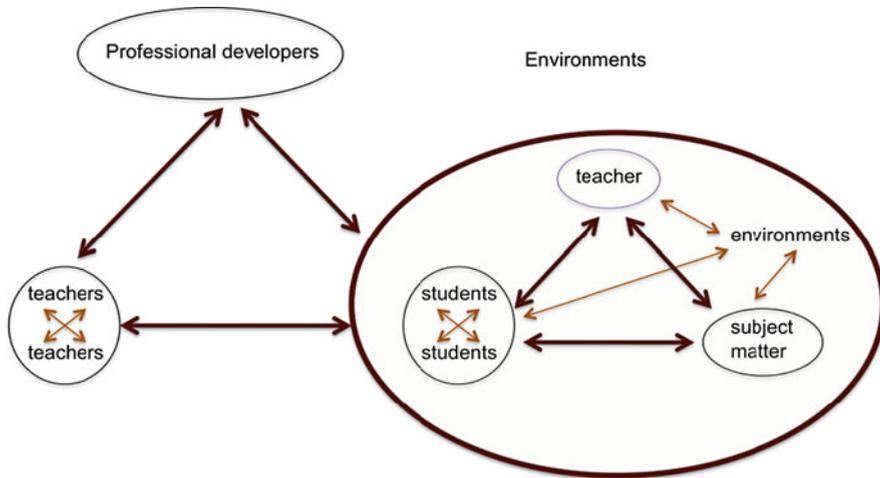 Professional developers
Environments
teacher
environments
teachers
teachers
students
students
subject
matter